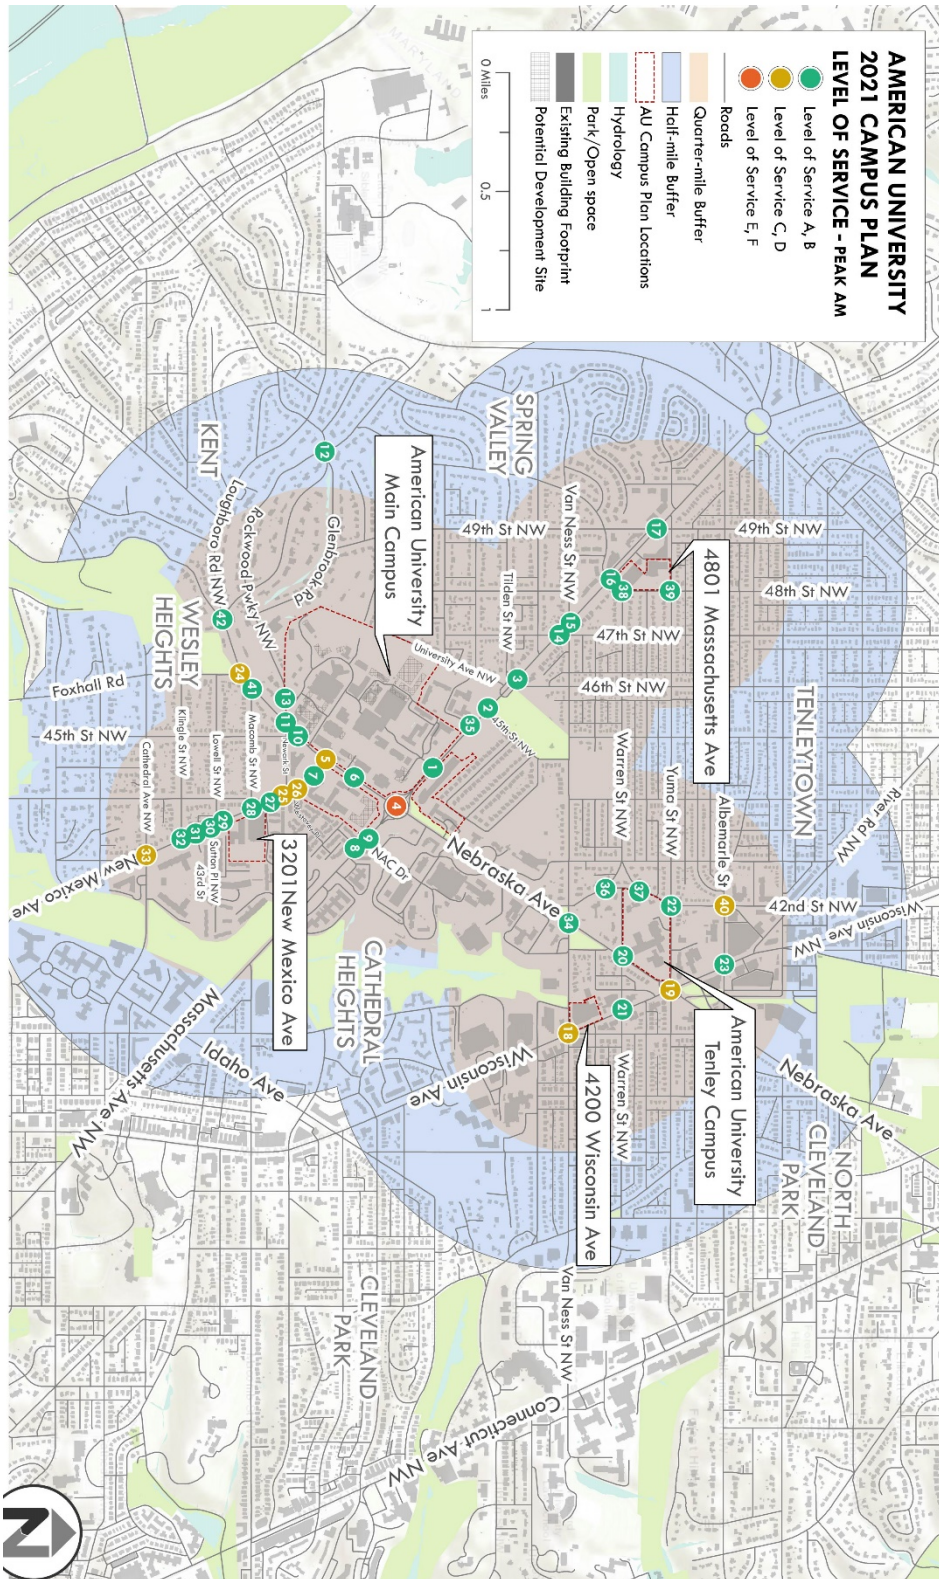 AMERICAN UNIVERSITY
2021 CAMPUS PLAN
LEVEL OF SERVICE - PEAK AM
Level of Service A, B
Level of Service C, D
Level of Service E, F
Roads
Quarter-mile Buffer
Half-mile Buffer
AU Campus Plan Locations
Hydrology
Park/Open space
Existing Building Footprint
Potential Development Site
0 Miles
0.5
1
MARYLAND
SPRING
VALLEY
KENT
WESLEY
HEIGHTS
TENLEYTOWN
CATHEDRAL
HEIGHTS
NORTH
CLEVELAND
PARK
CLEVELAND
PARK
American University
Main Campus
4801 Massachusetts Ave
American University
Tenley Campus
4200 Wisconsin Ave
3201 New Mexico Ave
49th St NW
49th St NW
48th St NW
47th St NW
46th St NW
45th St NW
45th St NW
Van Ness St NW
Tilden St NW
University Ave NW
Glenbrook Rd
Rockwood Pwky NW
Loughboro Rd NW
Foxhall Rd
Klingle St NW
Cathedral Ave NW
Lowell St NW
Macomb St NW
Newark St
Sutton Pl NW
43rd St
New Mexico Ave
NAC Dr
Nebraska Ave
Warren St NW
Yuma St NW
Albemarle St
42nd St NW
River Rd NW
Wisconsin Ave NW
Nebraska Ave
Warren St NW
Wisconsin Ave
Massachusetts Ave NW
Idaho Ave
Van Ness St NW
Connecticut Ave NW
1
2
3
4
5
6
7
8
9
10
11
12
13
14
15
16
17
18
19
20
21
22
23
24
25
26
27
28
29
30
31
32
33
34
35
36
37
38
39
40
41
42
N